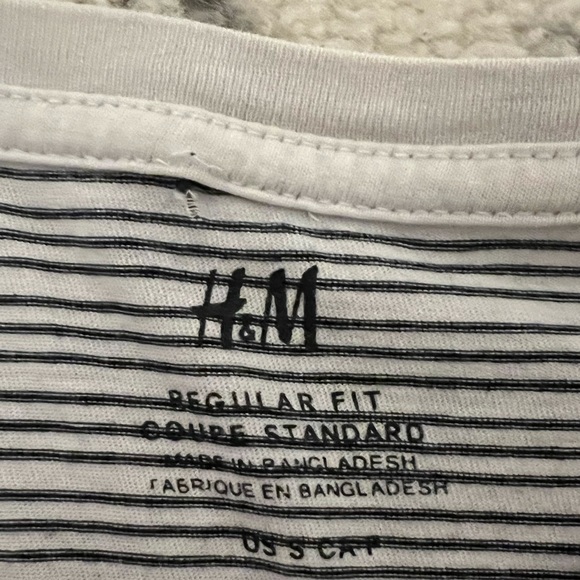 H&M
REGULAR FIT
COUPE STANDARD
MADE IN BANGLADESH
FABRIQUE EN BANGLADESH
US S CA P